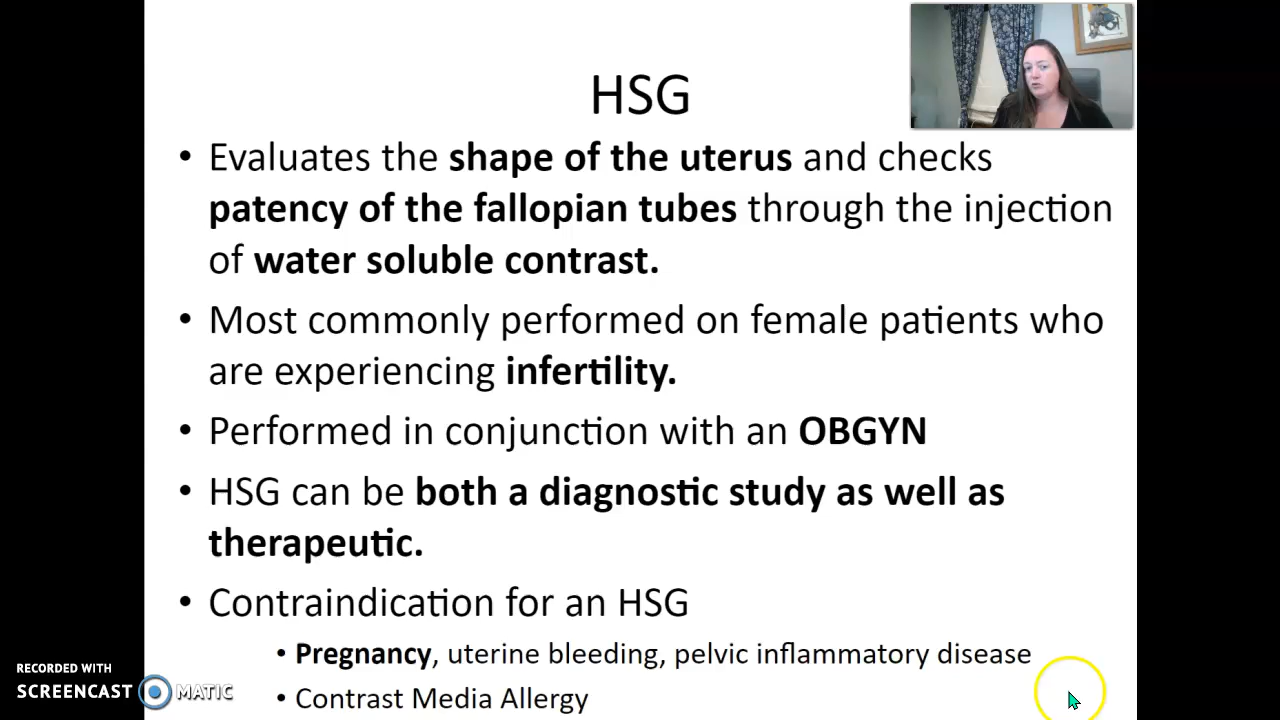 HSG
• Evaluates the shape of the uterus and checks
patency of the fallopian tubes through the injection
of water soluble contrast.
• Most commonly performed on female patients who
are experiencing infertility.
• Performed in conjunction with an OBGYN
• HSG can be both a diagnostic study as well as
therapeutic.
• Contraindication for an HSG
• Pregnancy, uterine bleeding, pelvic inflammatory disease
• Contrast Media Allergy
RECORDED WITH
SCREENCAST MATIC